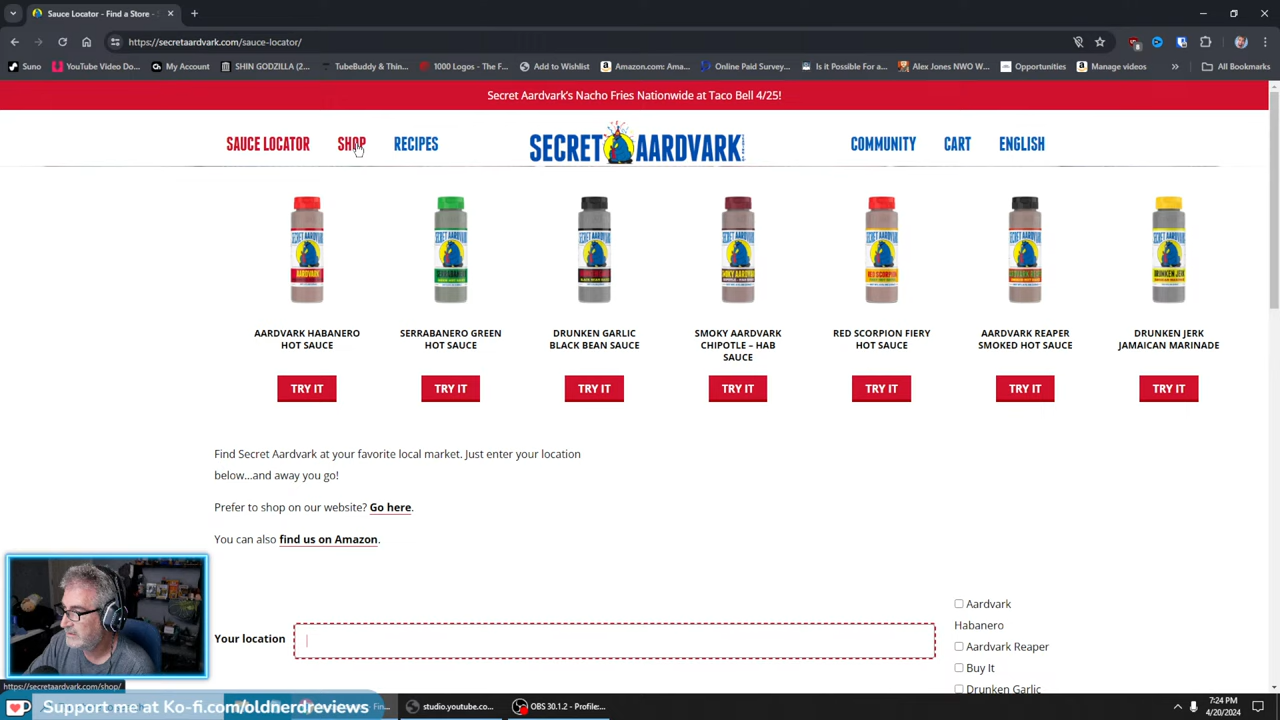 Sauce Locator - Find a Store -
https://secretaardvark.com/sauce-locator/
Suno
YouTube Video Do...
My Account
SHIN GODZILLA (2...
TubeBuddy & Thin...
1000 Logos - The F...
Add to Wishlist
Amazon.com: Ama...
Online Paid Survey...
Is it Possible For a...
Alex Jones NWO W...
Opportunities
Manage videos
»
All Bookmarks
Secret Aardvark's Nacho Fries Nationwide at Taco Bell 4/25!
SAUCE LOCATOR
SHOP
RECIPES
SECRET AARDVARK
COMMUNITY
CART
ENGLISH
AARDVARK HABANERO
HOT SAUCE
TRY IT
SERRABANERO GREEN
HOT SAUCE
TRY IT
DRUNKEN GARLIC
BLACK BEAN SAUCE
TRY IT
SMOKY AARDVARK
CHIPOTLE – HAB
SAUCE
TRY IT
RED SCORPION FIERY
HOT SAUCE
TRY IT
AARDVARK REAPER
SMOKED HOT SAUCE
TRY IT
DRUNKEN JERK
JAMAICAN MARINADE
TRY IT
Find Secret Aardvark at your favorite local market. Just enter your location
below...and away you go!
Prefer to shop on our website? Go here.
You can also find us on Amazon.
Your location
Aardvark
Habanero
Aardvark Reaper
Buy It
Drunken Garlic
https://secretaardvark.com/shop/
Support me at Ko-fi.com/oldnerdreviews
studio.youtube.co...
OBS 30.1.2 - Profile:...
7:24 PM
4/20/2024